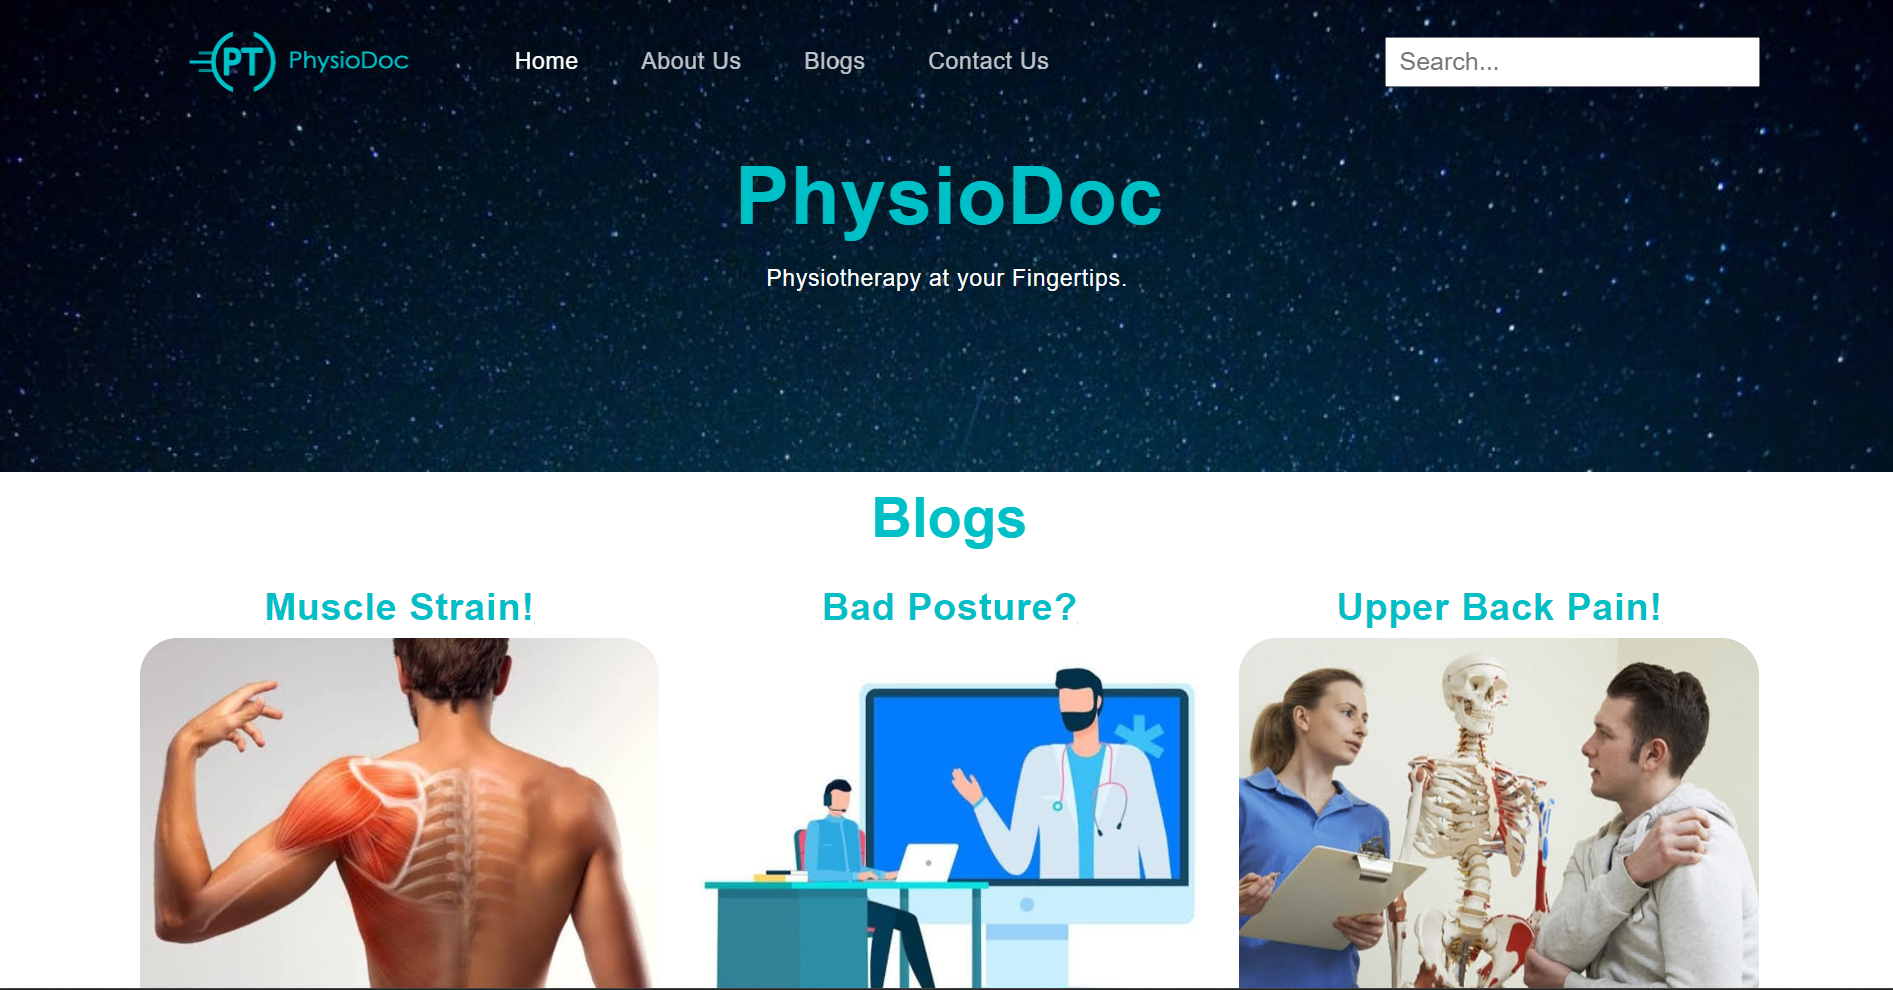 PT PhysioDoc
Home About Us Blogs Contact Us
Search...
PhysioDoc
Physiotherapy at your Fingertips.
Blogs
Muscle Strain! Bad Posture? Upper Back Pain!